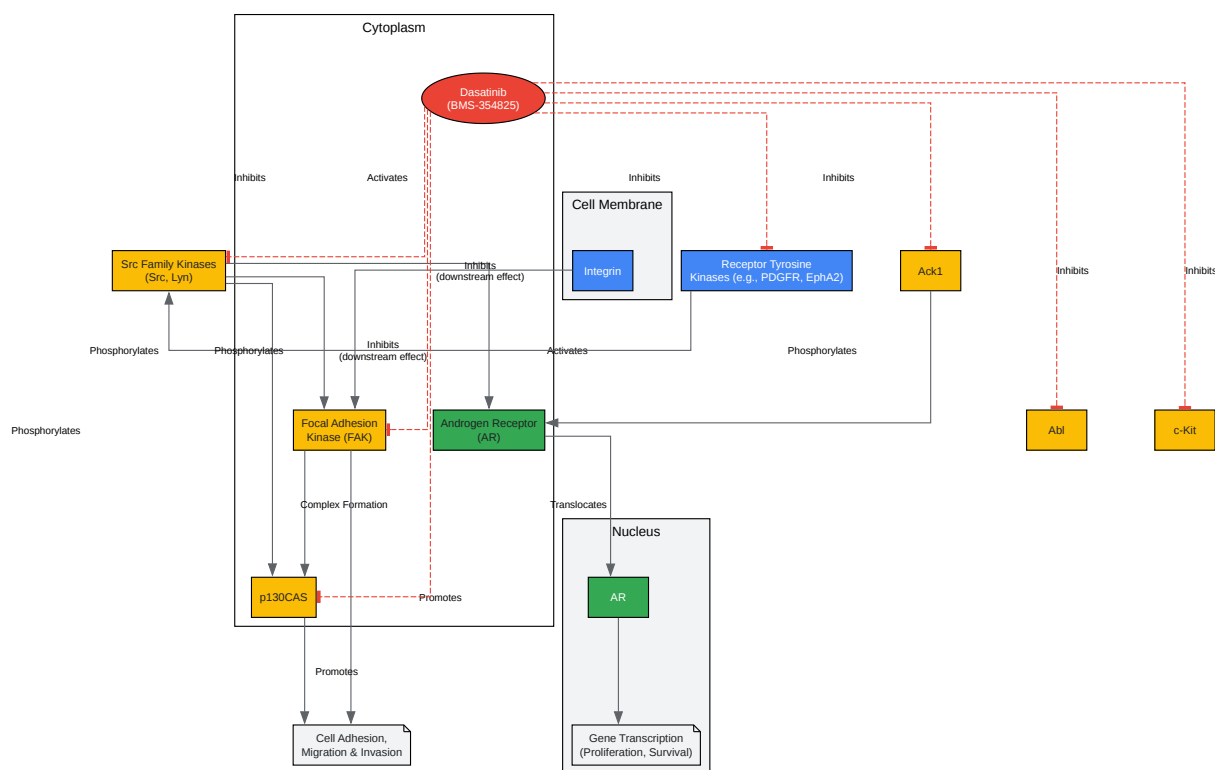 Cytoplasm
Dasatinib
(BMS-354825)
Inhibits
Activates
Inhibits
Inhibits
Cell Membrane
Src Family Kinases
(Src, Lyn)
Inhibits
(downstream effect)
Integrin
Receptor Tyrosine
Kinases (e.g., PDGFR, EphA2)
Ack1
Inhibits
Inhibits
Phosphorylates
Phosphorylates
Inhibits
(downstream effect)
Activates
Phosphorylates
Phosphorylates
Focal Adhesion
Kinase (FAK)
Androgen Receptor
(AR)
Abl
c-Kit
Complex Formation
Translocates
Nucleus
p130CAS
Promotes
AR
Promotes
Cell Adhesion,
Migration & Invasion
Gene Transcription
(Proliferation, Survival)